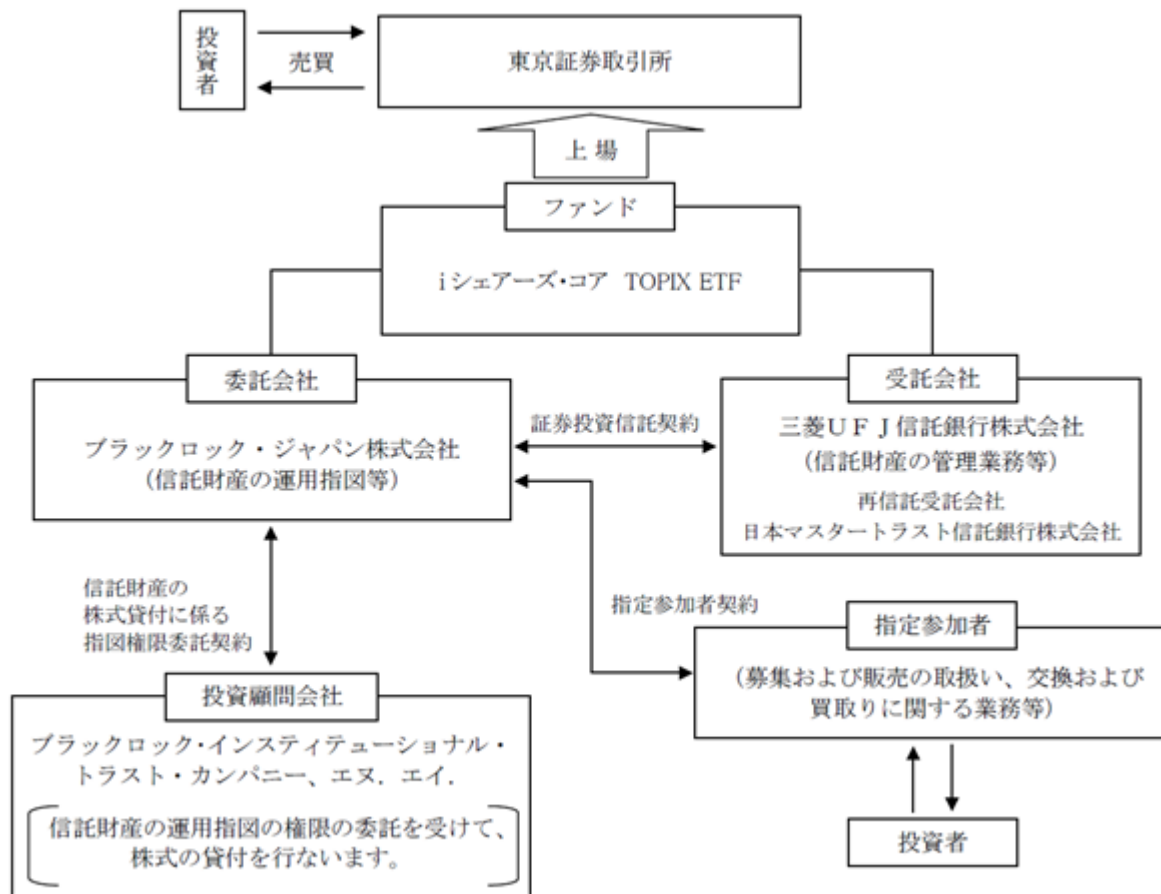 投資者
売買
東京証券取引所
上 場
ファンド
iシェアーズ・コア TOPIX ETF
委託会社
ブラックロック・ジャパン株式会社
(信託財産の運用指図等)
証券投資信託契約
受託会社
三菱UFJ信託銀行株式会社
(信託財産の管理業務等)
再信託受託会社
日本マスタートラスト信託銀行株式会社
信託財産の
株式貸付に係る
指図権限委託契約
指定参加者契約
指定参加者
(募集および販売の取扱い、交換および
買取りに関する業務等)
投資顧問会社
ブラックロック・インスティテューショナル・
トラスト・カンパニー、エヌ．エイ．
信託財産の運用指図の権限の委託を受けて、
株式の貸付を行ないます。
投資者